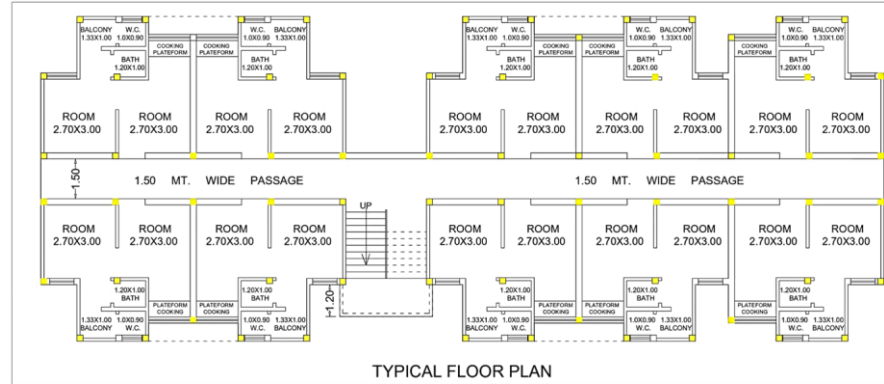 BALCONY
1.33X1.00
W.C.
1.0X0.90
BATH
1.20X1.00
COOKING
PLATEFORM
COOKING
PLATEFORM
W.C.
1.0X0.90
BALCONY
1.33X1.00
BATH
1.20X1.00
BALCONY
1.33X1.00
W.C.
1.0X0.90
BATH
1.20X1.00
COOKING
PLATEFORM
COOKING
PLATEFORM
W.C.
1.0X0.90
BALCONY
1.33X1.00
BATH
1.20X1.00
COOKING
PLATEFORM
W.C.
1.0X0.90
BALCONY
1.33X1.00
BATH
1.20X1.00
ROOM
2.70X3.00
ROOM
2.70X3.00
ROOM
2.70X3.00
ROOM
2.70X3.00
ROOM
2.70X3.00
ROOM
2.70X3.00
ROOM
2.70X3.00
ROOM
2.70X3.00
ROOM
2.70X3.00
ROOM
2.70X3.00
1.50
1.50 MT. WIDE PASSAGE
1.50 MT. WIDE PASSAGE
UP
ROOM
2.70X3.00
ROOM
2.70X3.00
ROOM
2.70X3.00
ROOM
2.70X3.00
ROOM
2.70X3.00
ROOM
2.70X3.00
ROOM
2.70X3.00
ROOM
2.70X3.00
ROOM
2.70X3.00
ROOM
2.70X3.00
1.20X1.00
BATH
1.33X1.00
BALCONY
1.0X0.90
W.C.
PLATEFORM
COOKING
PLATEFORM
COOKING
1.20X1.00
BATH
1.0X0.90
W.C.
1.33X1.00
BALCONY
1.20
1.20X1.00
BATH
1.33X1.00
BALCONY
1.0X0.90
W.C.
PLATEFORM
COOKING
PLATEFORM
COOKING
1.20X1.00
BATH
1.0X0.90
W.C.
1.33X1.00
BALCONY
PLATEFORM
COOKING
1.20X1.00
BATH
1.0X0.90
W.C.
1.33X1.00
BALCONY
TYPICAL FLOOR PLAN